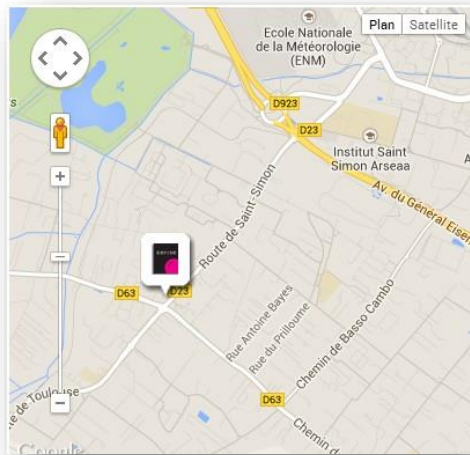 Ecole Nationale
de la Météorologie
(ENM)
Plan
Satellite
D923
D23
Institut Saint
Simon Arseaa
Av. du Général Eisen
Route de Saint-Simon
D63
D23
Rue Antoine Bayes
Rue du Prilloume
Chemin de Basso Cambo
te de Toulouse
D63
Chemin d
Google